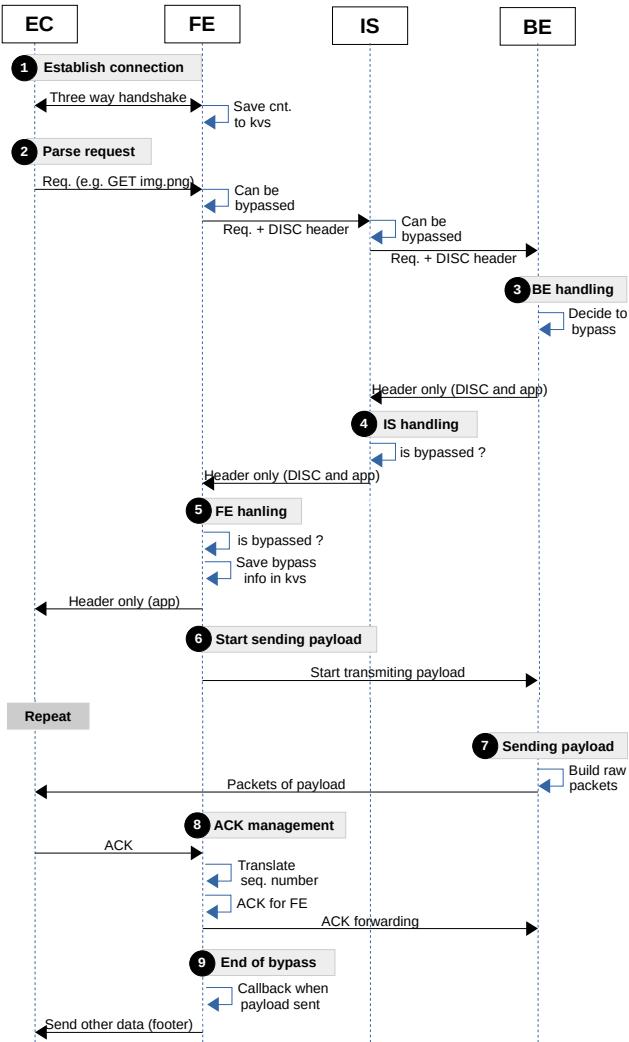 EC
FE
IS
BE
1 Establish connection
Three way handshake
Save cnt.
to kvs
2 Parse request
Req. (e.g. GET img.png)
Can be
bypassed
Can be
bypassed
Req. + DISC header
Req. + DISC header
3 BE handling
Decide to
bypass
Header only (DISC and app)
4 IS handling
is bypassed ?
Header only (DISC and app)
5 FE hanling
is bypassed ?
Save bypass
info in kvs
Header only (app)
6 Start sending payload
Start transmiting payload
Repeat
7 Sending payload
Build raw
packets
Packets of payload
8 ACK management
ACK
Translate
seq. number
ACK for FE
ACK forwarding
9 End of bypass
Callback when
payload sent
Send other data (footer)